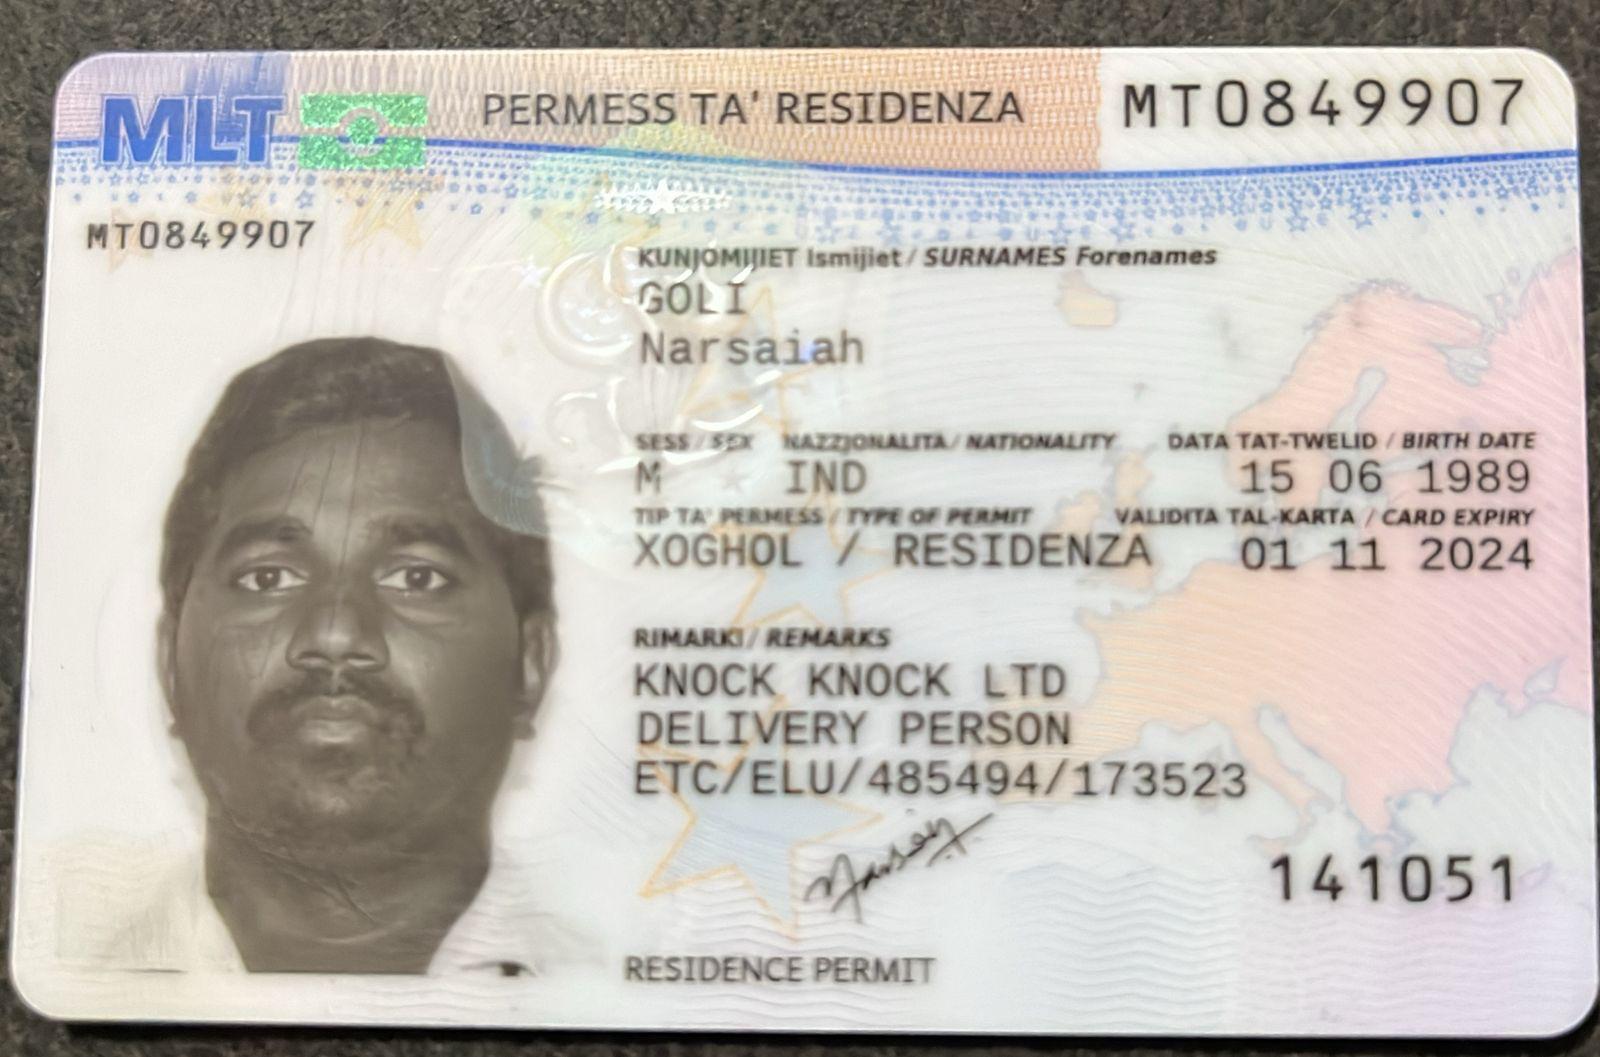 MLT
PERMESS TA' RESIDENZA
MT0849907
MT0849907
KUNJOMIJIET Ismijiet / SURNAMES Forenames
GOLI
Narsaiah
SESS / SEX NAZZJONALITA / NATIONALITY DATA TAT-TWELID / BIRTH DATE
M IND 15 06 1989
TIP TA' PERMESS / TYPE OF PERMIT VALIDITA TAL-KARTA / CARD EXPIRY
XOGHOL / RESIDENZA 01 11 2024
RIMARKI / REMARKS
KNOCK KNOCK LTD
DELIVERY PERSON
ETC/ELU/485494/173523
141051
RESIDENCE PERMIT